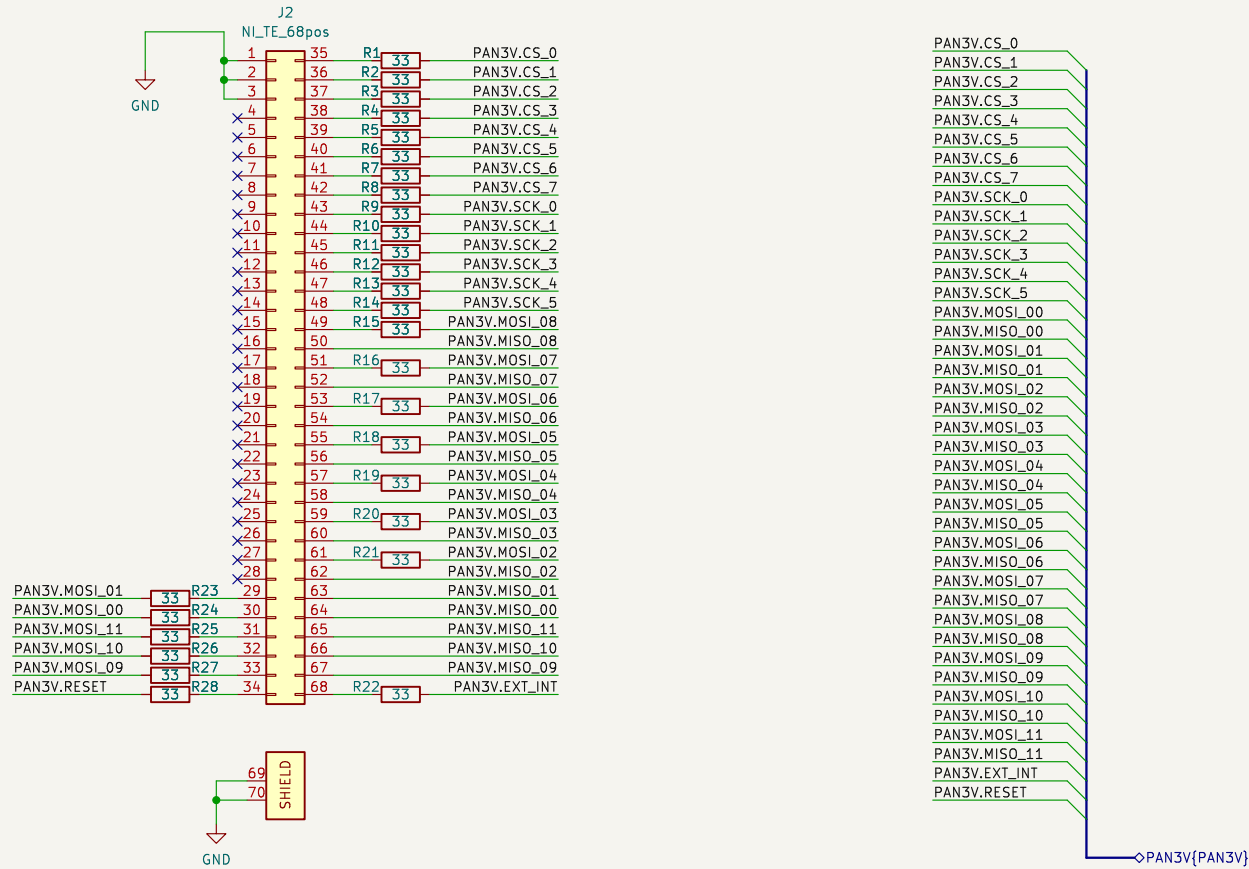 J2
NI_TE_68pos
1 35 R1 33 PAN3V.CS_0
2 36 R2 33 PAN3V.CS_1
3 37 R3 33 PAN3V.CS_2
GND
4 38 R4 33 PAN3V.CS_3
5 39 R5 33 PAN3V.CS_4
6 40 R6 33 PAN3V.CS_5
7 41 R7 33 PAN3V.CS_6
8 42 R8 33 PAN3V.CS_7
9 43 R9 33 PAN3V.SCK_0
10 44 R10 33 PAN3V.SCK_1
11 45 R11 33 PAN3V.SCK_2
12 46 R12 33 PAN3V.SCK_3
13 47 R13 33 PAN3V.SCK_4
14 48 R14 33 PAN3V.SCK_5
15 49 R15 33 PAN3V.MOSI_08
16 50 PAN3V.MISO_08
17 51 R16 33 PAN3V.MOSI_07
18 52 PAN3V.MISO_07
19 53 R17 33 PAN3V.MOSI_06
20 54 PAN3V.MISO_06
21 55 R18 33 PAN3V.MOSI_05
22 56 PAN3V.MISO_05
23 57 R19 33 PAN3V.MOSI_04
24 58 PAN3V.MISO_04
25 59 R20 33 PAN3V.MOSI_03
26 60 PAN3V.MISO_03
27 61 R21 33 PAN3V.MOSI_02
28 62 PAN3V.MISO_02
PAN3V.MOSI_01 33 R23 29 63 PAN3V.MISO_01
PAN3V.MOSI_00 33 R24 30 64 PAN3V.MISO_00
PAN3V.MOSI_11 33 R25 31 65 PAN3V.MISO_11
PAN3V.MOSI_10 33 R26 32 66 PAN3V.MISO_10
PAN3V.MOSI_09 33 R27 33 67 PAN3V.MISO_09
PAN3V.RESET 33 R28 34 68 R22 33 PAN3V.EXT_INT
69
70
SHIELD
GND
PAN3V.CS_0
PAN3V.CS_1
PAN3V.CS_2
PAN3V.CS_3
PAN3V.CS_4
PAN3V.CS_5
PAN3V.CS_6
PAN3V.CS_7
PAN3V.SCK_0
PAN3V.SCK_1
PAN3V.SCK_2
PAN3V.SCK_3
PAN3V.SCK_4
PAN3V.SCK_5
PAN3V.MOSI_00
PAN3V.MISO_00
PAN3V.MOSI_01
PAN3V.MISO_01
PAN3V.MOSI_02
PAN3V.MISO_02
PAN3V.MOSI_03
PAN3V.MISO_03
PAN3V.MOSI_04
PAN3V.MISO_04
PAN3V.MOSI_05
PAN3V.MISO_05
PAN3V.MOSI_06
PAN3V.MISO_06
PAN3V.MOSI_07
PAN3V.MISO_07
PAN3V.MOSI_08
PAN3V.MISO_08
PAN3V.MOSI_09
PAN3V.MISO_09
PAN3V.MOSI_10
PAN3V.MISO_10
PAN3V.MOSI_11
PAN3V.MISO_11
PAN3V.EXT_INT
PAN3V.RESET
PAN3V{PAN3V}